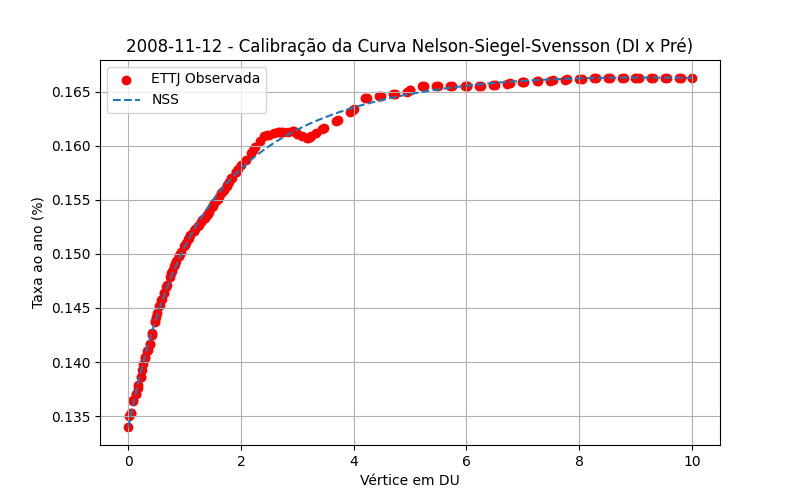 2008-11-12 - Calibração da Curva Nelson-Siegel-Svensson (DI x Pré)
ETTJ Observada
NSS
Taxa ao ano (%)
0.165
0.160
0.155
0.150
0.145
0.140
0.135
0 2 4 6 8 10
Vértice em DU